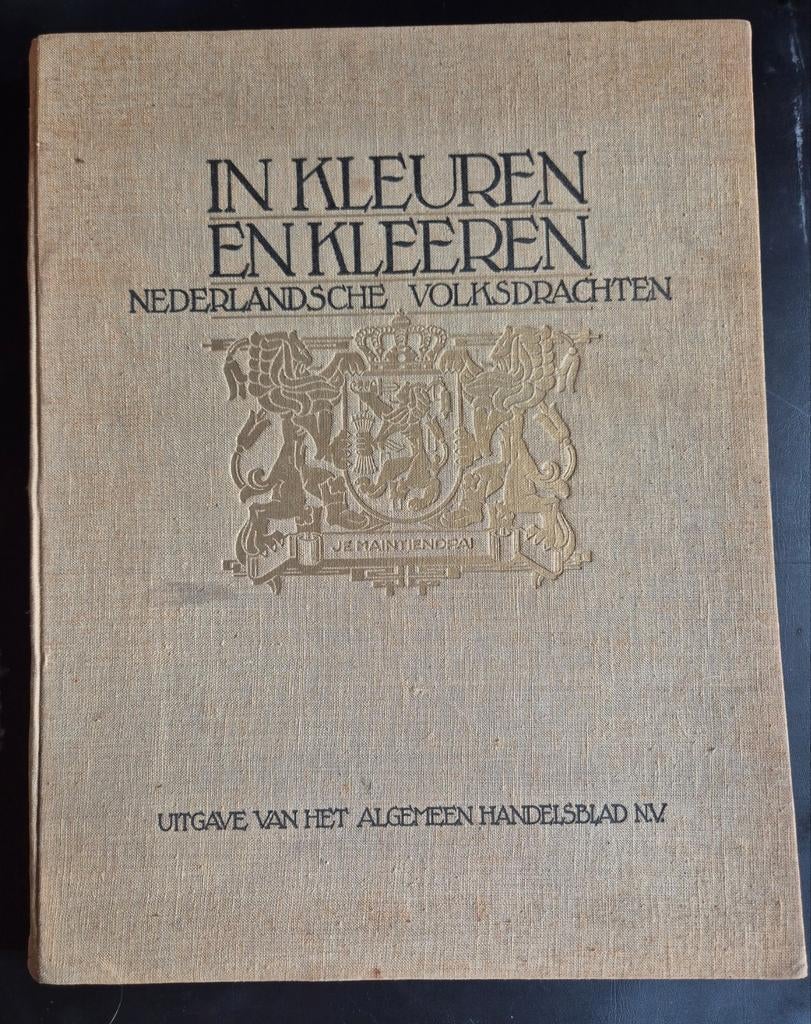 IN KLEUREN
EN KLEEREN
NEDERLANDSCHE VOLKSDRACHTEN
JE MAINTIENDRAI
UITGAVE VAN HET ALGEMEEN HANDELSBLAD N.V.